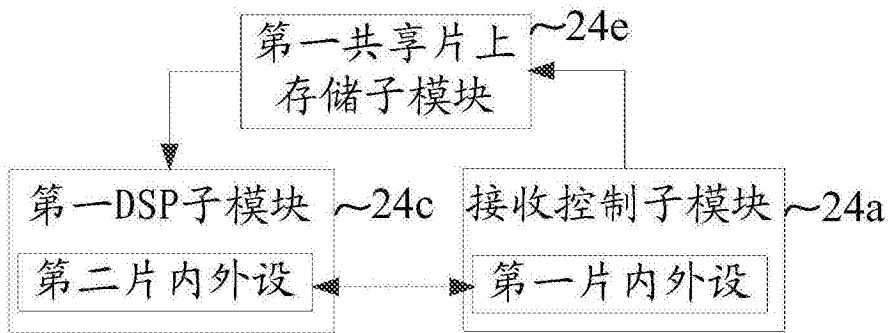 第一共享片上
存储子模块
~24e
第一DSP子模块
~24c
第二片内外设
接收控制子模块
~24a
第一片内外设